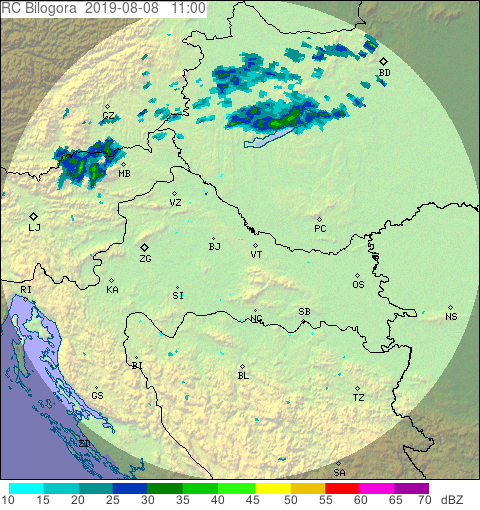 RC Bilogora 2019-08-08 11:00
BD
GZ
MB
VZ
LJ
PC
BJ
ZG
VT
KA
OS
RI
SI
NG
SB
NS
BI
BL
GS
TZ
ZD
SA
10 15 20 25 30 35 40 45 50 55 60 65 70 dBZ